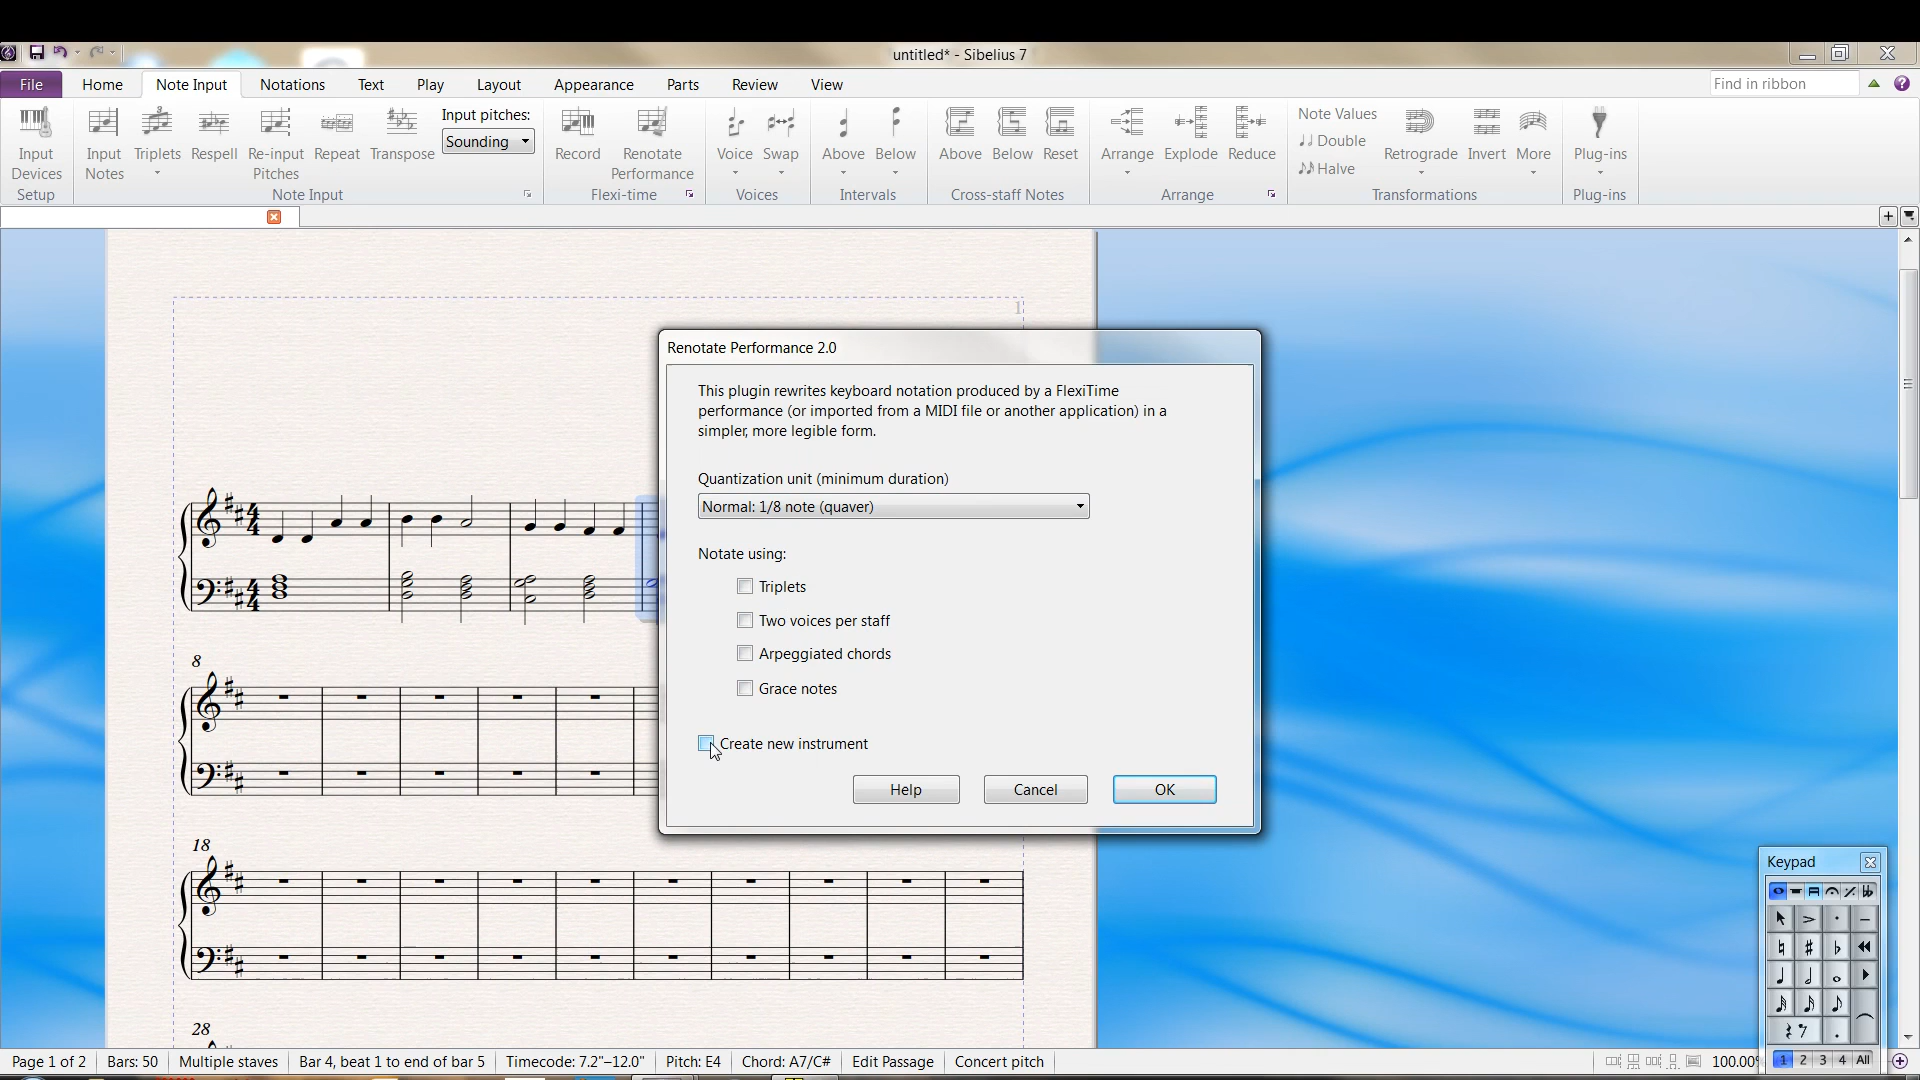 untitled* - Sibelius 7
File Home Note Input Notations Text Play Layout Appearance Parts Review View Find in ribbon
Input Devices
Input Notes
Triplets
Respell
Re-input Pitches
Repeat
Transpose
Input pitches:
Sounding
Record
Renotate Performance
Voice
Swap
Above
Below
Above
Below
Reset
Arrange
Explode
Reduce
Note Values
Double
Halve
Retrograde
Invert
More
Plug-ins
Setup Note Input Flexi-time Voices Intervals Cross-staff Notes Arrange Transformations Plug-ins
1
Renotate Performance 2.0
This plugin rewrites keyboard notation produced by a FlexiTime
performance (or imported from a MIDI file or another application) in a
simpler, more legible form.
Quantization unit (minimum duration)
Normal: 1/8 note (quaver)
Notate using:
Triplets
Two voices per staff
Arpeggiated chords
Grace notes
Create new instrument
Help Cancel OK
4
4
4
4
8
18
28
Keypad
1 2 3 4 All
Page 1 of 2 Bars: 50 Multiple staves Bar 4, beat 1 to end of bar 5 Timecode: 7.2"–12.0" Pitch: E4 Chord: A7/C# Edit Passage Concert pitch 100.00%